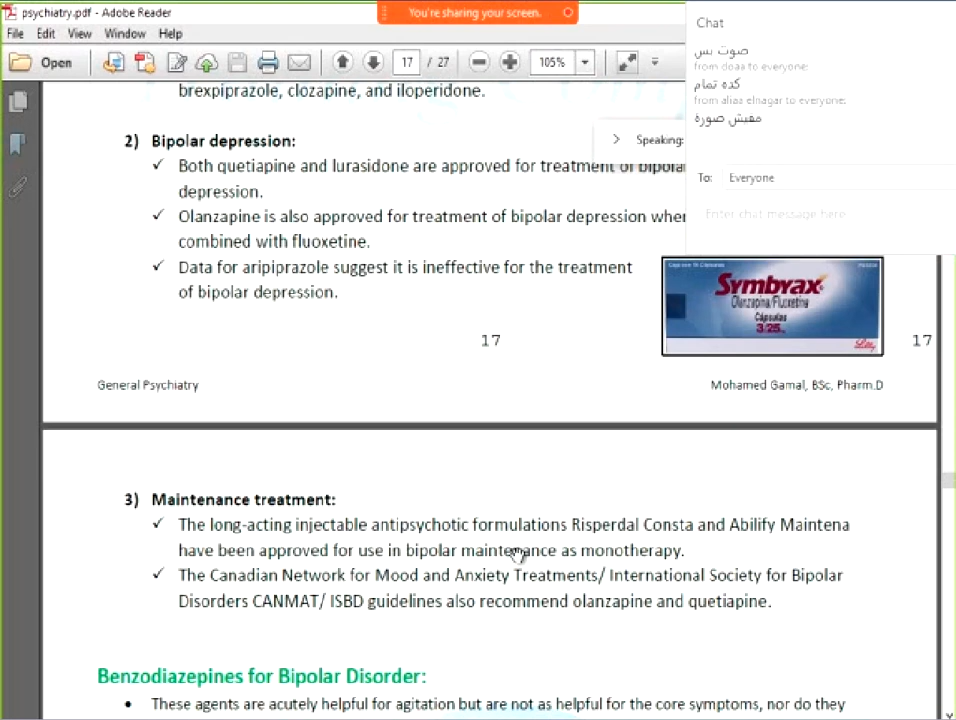 psychiatry.pdf - Adobe Reader
You're sharing your screen.
File Edit View Window Help
Open 17 / 27 105%
Chat
صوت بس
from doaa to everyone:
كده تمام
from aliaa elnagar to everyone:
مفيش صورة
To: Everyone
Enter chat message here
Speaking:
brexpiprazole, clozapine, and iloperidone.
2) Bipolar depression:
✓ Both quetiapine and lurasidone are approved for treatment of bipolar
depression.
✓ Olanzapine is also approved for treatment of bipolar depression when
combined with fluoxetine.
✓ Data for aripiprazole suggest it is ineffective for the treatment
of bipolar depression.
Symbyax
Olanzapina/Fluoxetina
Cápsulas
3/25
Lilly
17
17
General Psychiatry
Mohamed Gamal, BSc, Pharm.D
3) Maintenance treatment:
✓ The long-acting injectable antipsychotic formulations Risperdal Consta and Abilify Maintena
have been approved for use in bipolar maintenance as monotherapy.
✓ The Canadian Network for Mood and Anxiety Treatments/ International Society for Bipolar
Disorders CANMAT/ ISBD guidelines also recommend olanzapine and quetiapine.
Benzodiazepines for Bipolar Disorder:
• These agents are acutely helpful for agitation but are not as helpful for the core symptoms, nor do they